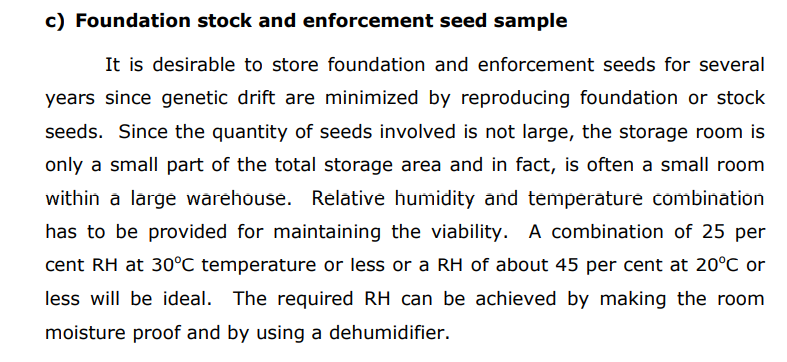 c) Foundation stock and enforcement seed sample
It is desirable to store foundation and enforcement seeds for several
years since genetic drift are minimized by reproducing foundation or stock
seeds. Since the quantity of seeds involved is not large, the storage room is
only a small part of the total storage area and in fact, is often a small room
within a large warehouse. Relative humidity and temperature combination
has to be provided for maintaining the viability. A combination of 25 per
cent RH at 30°C temperature or less or a RH of about 45 per cent at 20°C or
less will be ideal. The required RH can be achieved by making the room
moisture proof and by using a dehumidifier.